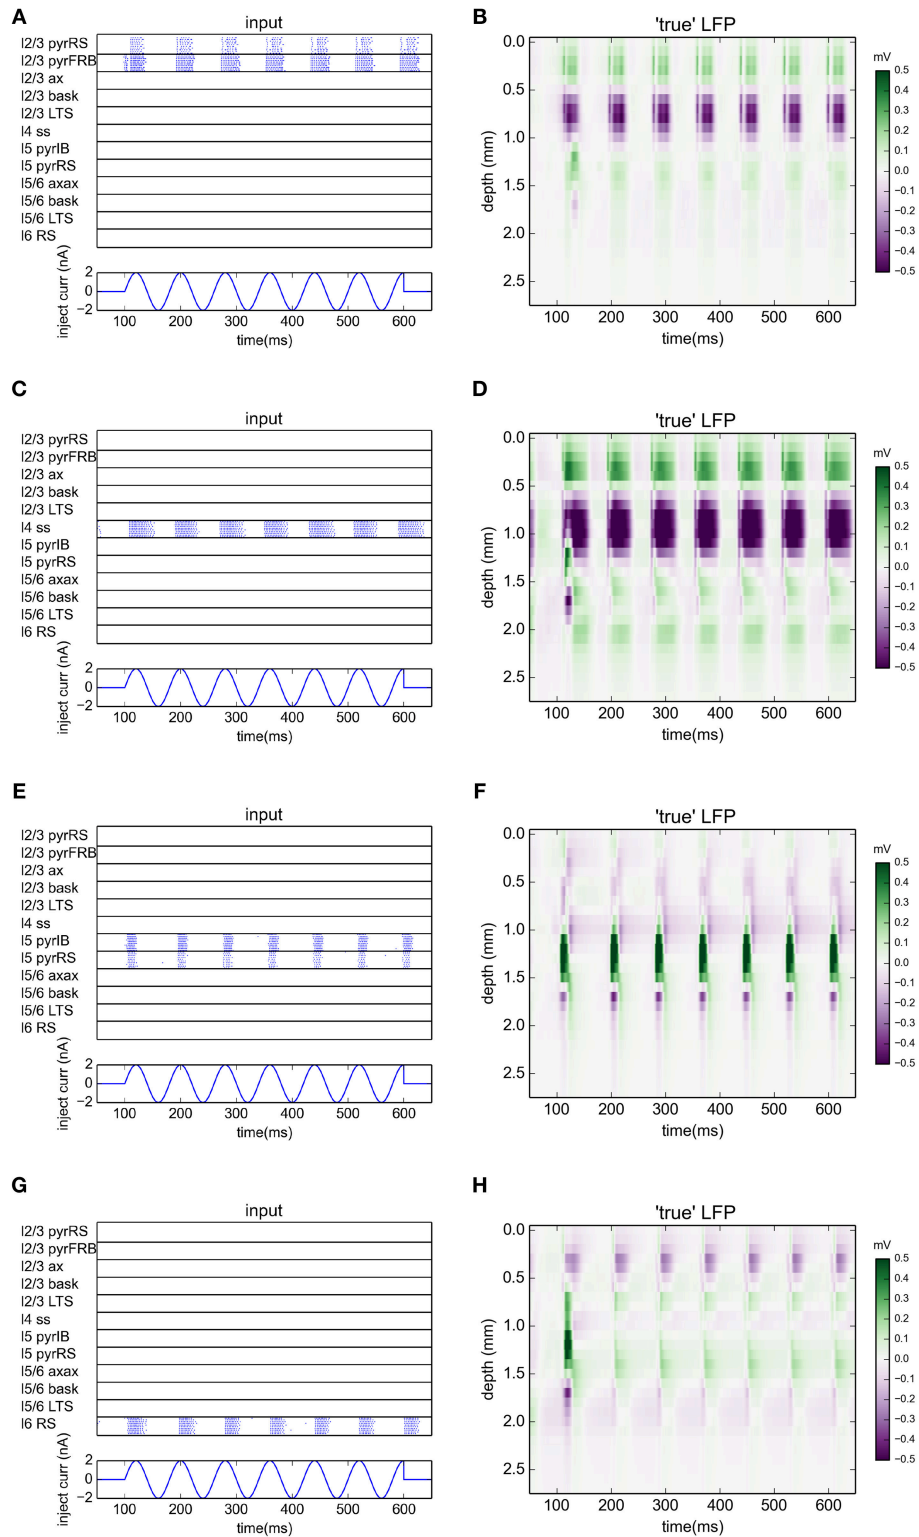 A
input
l2/3 pyrRS
l2/3 pyrFRB
l2/3 ax
l2/3 bask
l2/3 LTS
l4 ss
l5 pyrIB
l5 pyrRS
l5/6 axax
l5/6 bask
l5/6 LTS
l6 RS
inject curr (nA)
2
0
−2
100 200 300 400 500 600
time(ms)
B
'true' LFP
0.0
0.5
1.0
1.5
2.0
2.5
depth (mm)
100 200 300 400 500 600
time(ms)
mV
0.5
0.4
0.3
0.2
0.1
0.0
−0.1
−0.2
−0.3
−0.4
−0.5
C
input
l2/3 pyrRS
l2/3 pyrFRB
l2/3 ax
l2/3 bask
l2/3 LTS
l4 ss
l5 pyrIB
l5 pyrRS
l5/6 axax
l5/6 bask
l5/6 LTS
l6 RS
inject curr (nA)
2
0
−2
100 200 300 400 500 600
time(ms)
D
'true' LFP
0.0
0.5
1.0
1.5
2.0
2.5
depth (mm)
100 200 300 400 500 600
time(ms)
mV
0.5
0.4
0.3
0.2
0.1
0.0
−0.1
−0.2
−0.3
−0.4
−0.5
E
input
l2/3 pyrRS
l2/3 pyrFRB
l2/3 ax
l2/3 bask
l2/3 LTS
l4 ss
l5 pyrIB
l5 pyrRS
l5/6 axax
l5/6 bask
l5/6 LTS
l6 RS
inject curr (nA)
2
0
−2
100 200 300 400 500 600
time(ms)
F
'true' LFP
0.0
0.5
1.0
1.5
2.0
2.5
depth (mm)
100 200 300 400 500 600
time(ms)
mV
0.5
0.4
0.3
0.2
0.1
0.0
−0.1
−0.2
−0.3
−0.4
−0.5
G
input
l2/3 pyrRS
l2/3 pyrFRB
l2/3 ax
l2/3 bask
l2/3 LTS
l4 ss
l5 pyrIB
l5 pyrRS
l5/6 axax
l5/6 bask
l5/6 LTS
l6 RS
inject curr (nA)
2
0
−2
100 200 300 400 500 600
time(ms)
H
'true' LFP
0.0
0.5
1.0
1.5
2.0
2.5
depth (mm)
100 200 300 400 500 600
time(ms)
mV
0.5
0.4
0.3
0.2
0.1
0.0
−0.1
−0.2
−0.3
−0.4
−0.5